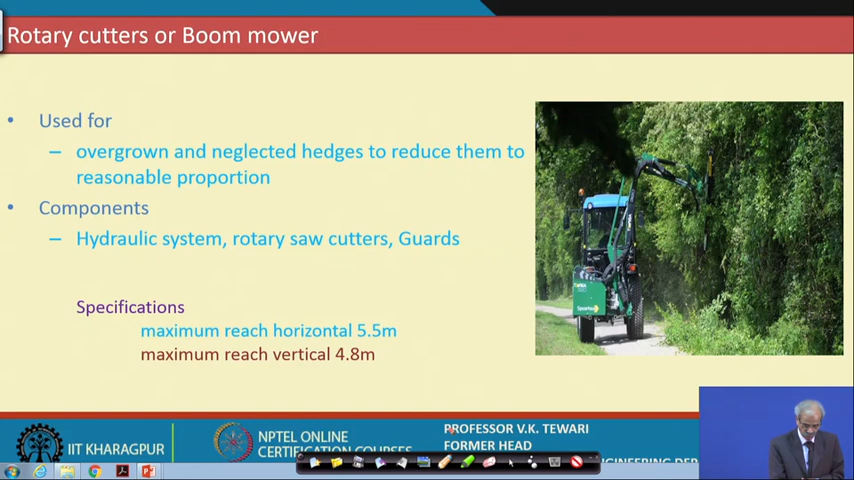 Rotary cutters or Boom mower
• Used for
– overgrown and neglected hedges to reduce them to
reasonable proportion
• Components
– Hydraulic system, rotary saw cutters, Guards
Specifications
maximum reach horizontal 5.5m
maximum reach vertical 4.8m
IIT KHARAGPUR
NPTEL ONLINE
CERTIFICATION COURSES
PROFESSOR V.K. TEWARI
FORMER HEAD